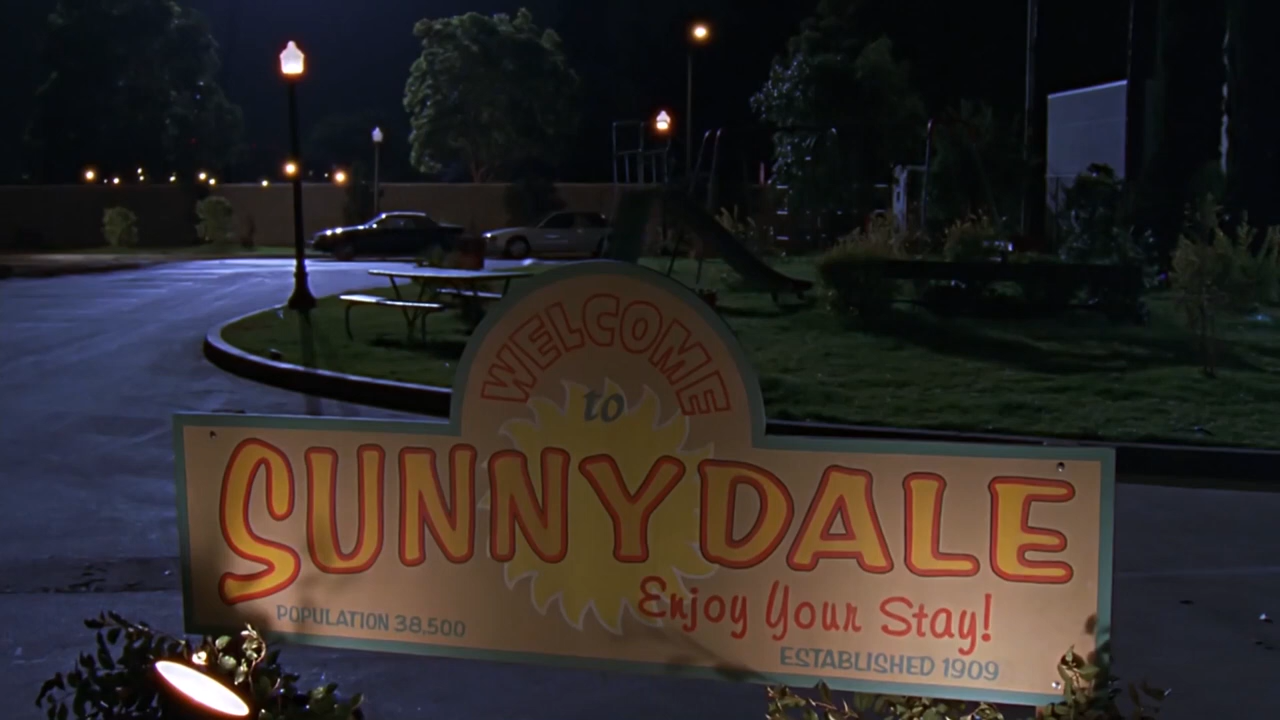 WELCOME
to
SUNNYDALE
Enjoy Your Stay!
POPULATION 38,500
ESTABLISHED 1909